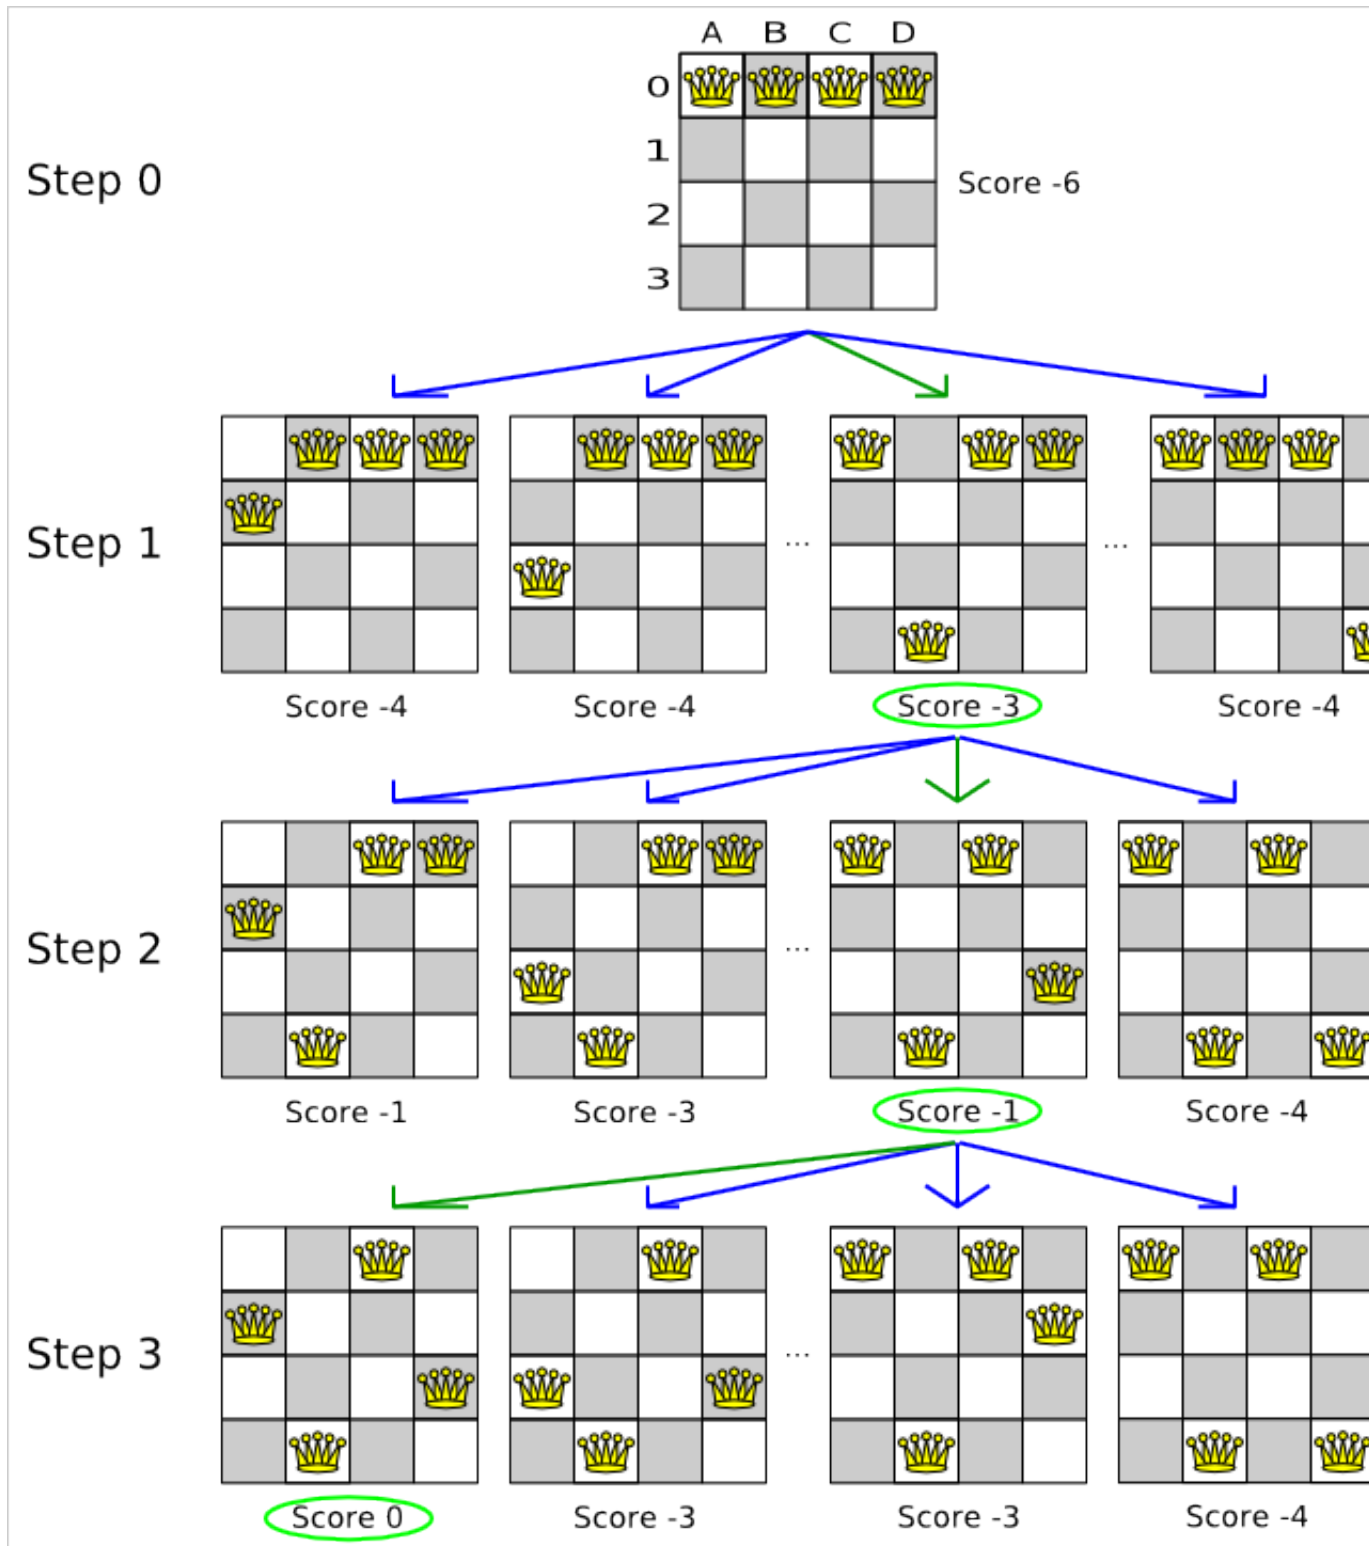 A B C D
0
1
Step 0
Score -6
2
3
Step 1
...
...
Score -4
Score -4
Score -3
Score -4
Step 2
...
Score -1
Score -3
Score -1
Score -4
Step 3
...
Score 0
Score -3
Score -3
Score -4